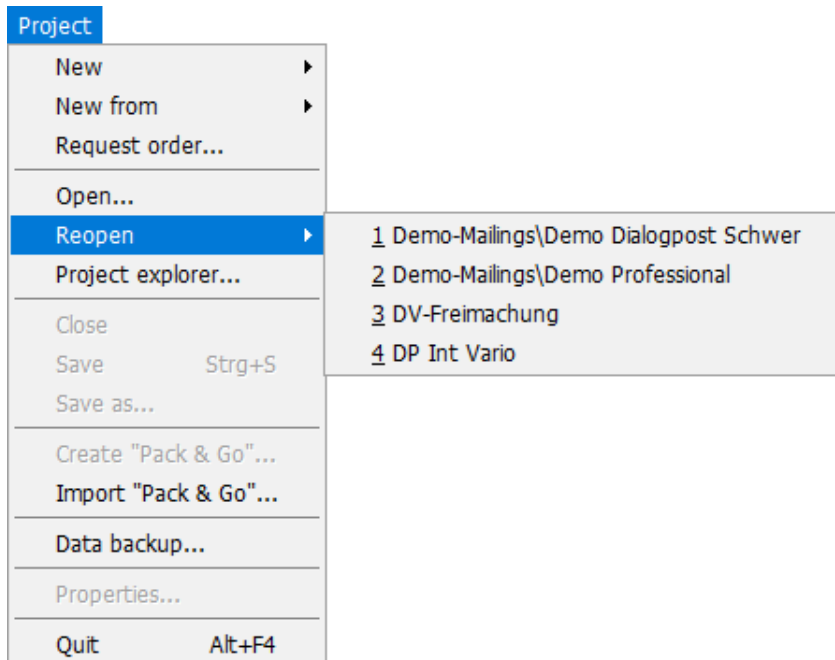 Project
New
New from
Request order...
Open...
Reopen
1 Demo-Mailings\Demo Dialogpost Schwer
2 Demo-Mailings\Demo Professional
3 DV-Freimachung
4 DP Int Vario
Project explorer...
Close
Save Strg+S
Save as...
Create "Pack & Go"...
Import "Pack & Go"...
Data backup...
Properties...
Quit Alt+F4